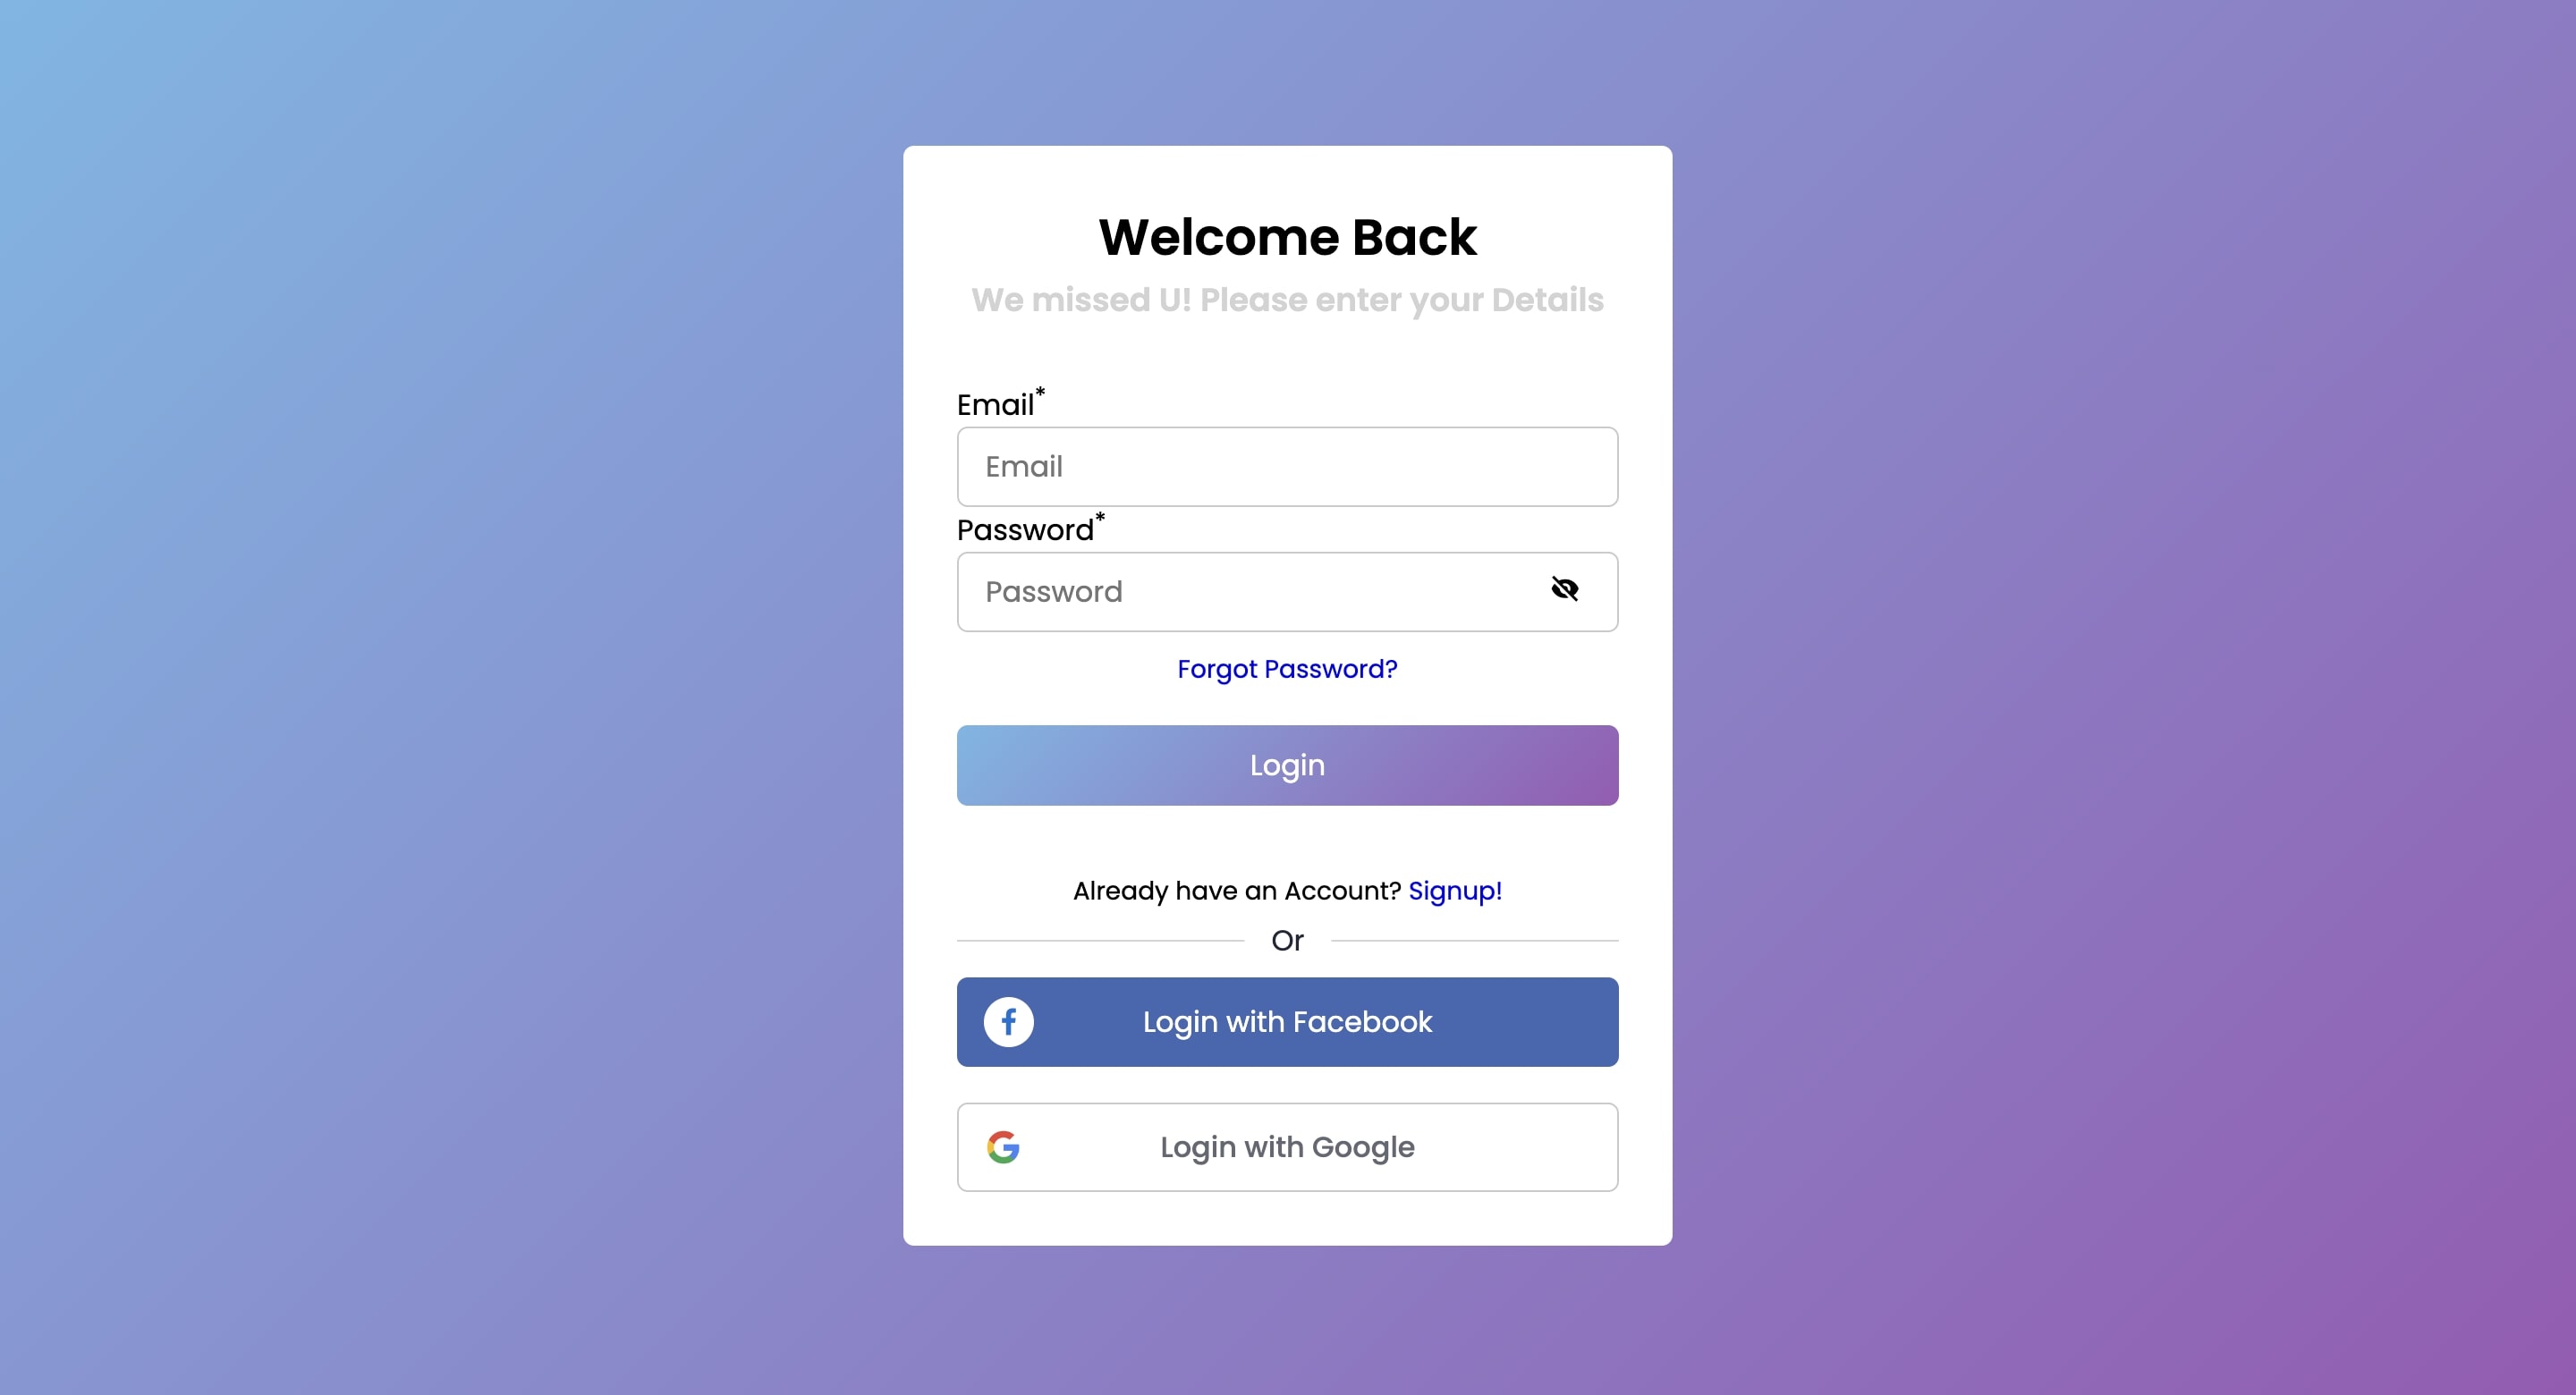 Welcome Back
We missed U! Please enter your Details
Email*
Email
Password*
Password
Forgot Password?
Login
Already have an Account? Signup!
Or
Login with Facebook
Login with Google